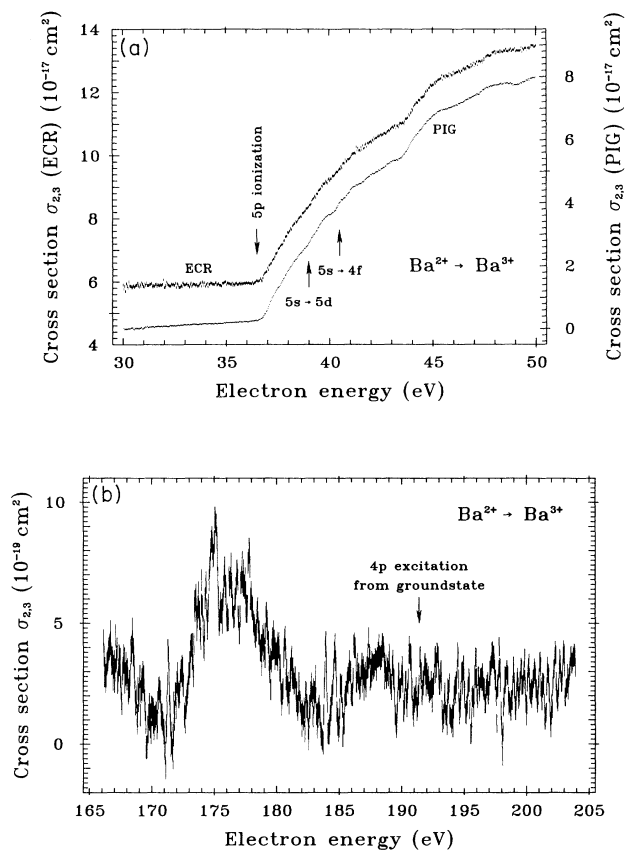 (a)
Cross section σ2,3 (ECR) (10⁻¹⁷ cm²)
14
12
10
8
6
4
5p ionization
ECR
PIG
5s→4f
5s→5d
Ba²⁺ → Ba³⁺
8
6
4
2
0
Cross section σ2,3 (PIG) (10⁻¹⁷ cm²)
30 35 40 45 50
Electron energy (eV)
(b)
Cross section σ2,3 (10⁻¹⁹ cm²)
10
5
0
Ba²⁺ → Ba³⁺
4p excitation
from groundstate
165 170 175 180 185 190 195 200 205
Electron energy (eV)